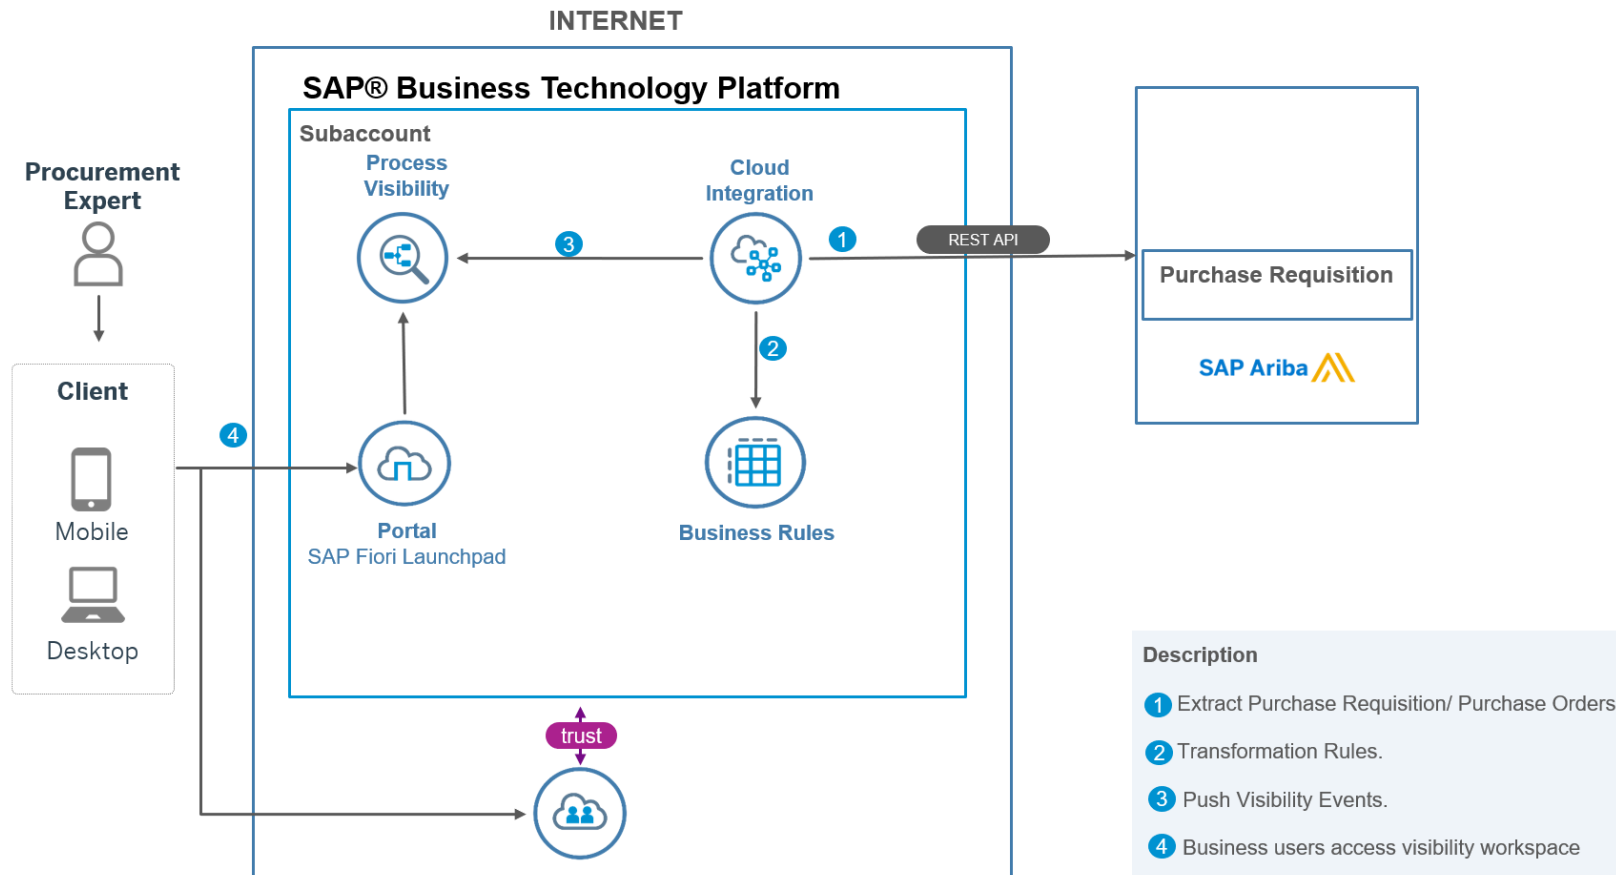 INTERNET
SAP® Business Technology Platform
Subaccount
Procurement
Expert
Process
Visibility
Cloud
Integration
3
1
REST API
Purchase Requisition
2
SAP Ariba
Client
4
Mobile
Desktop
Portal
SAP Fiori Launchpad
Business Rules
trust
Description
1 Extract Purchase Requisition/ Purchase Orders
2 Transformation Rules.
3 Push Visibility Events.
4 Business users access visibility workspace